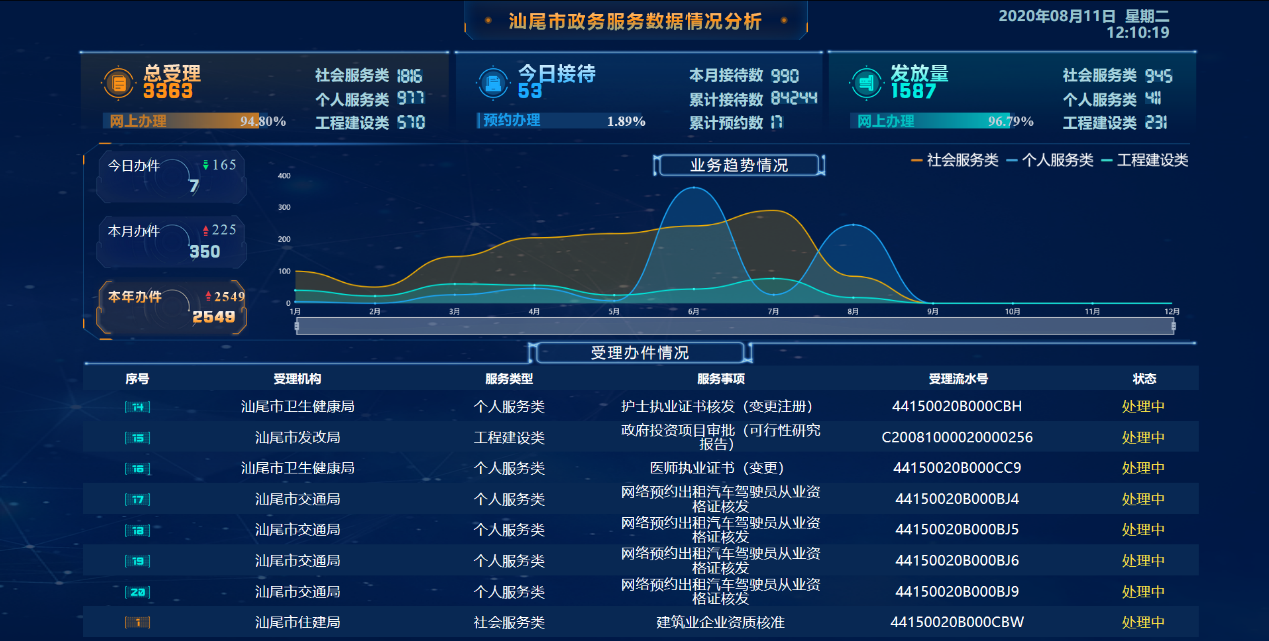 汕尾市政务服务数据情况分析
2020年08月11日 星期二
12:10:19
总受理
3363
社会服务类 1816
个人服务类 977
工程建设类 570
网上办理 94.80%
今日接待
53
本月接待数 990
累计接待数 84244
累计预约数 17
预约办理 1.89%
发放量
1587
社会服务类 945
个人服务类 411
工程建设类 231
网上办理 96.79%
今日办件 165
7
本月办件 225
350
本年办件 2549
2549
业务趋势情况
社会服务类 个人服务类 工程建设类
400
300
200
100
0
1月 2月 3月 4月 5月 6月 7月 8月 9月 10月 11月 12月
受理办件情况
序号 受理机构 服务类型 服务事项 受理流水号 状态
14 汕尾市卫生健康局 个人服务类 护士执业证书核发（变更注册） 44150020B000CBH 处理中
15 汕尾市发改局 工程建设类 政府投资项目审批（可行性研究
报告） C20081000020000256 处理中
16 汕尾市卫生健康局 个人服务类 医师执业证书（变更） 44150020B000CC9 处理中
17 汕尾市交通局 个人服务类 网络预约出租汽车驾驶员从业资
格证核发 44150020B000BJ4 处理中
18 汕尾市交通局 个人服务类 网络预约出租汽车驾驶员从业资
格证核发 44150020B000BJ5 处理中
19 汕尾市交通局 个人服务类 网络预约出租汽车驾驶员从业资
格证核发 44150020B000BJ6 处理中
20 汕尾市交通局 个人服务类 网络预约出租汽车驾驶员从业资
格证核发 44150020B000BJ9 处理中
1 汕尾市住建局 社会服务类 建筑业企业资质核准 44150020B000CBW 处理中